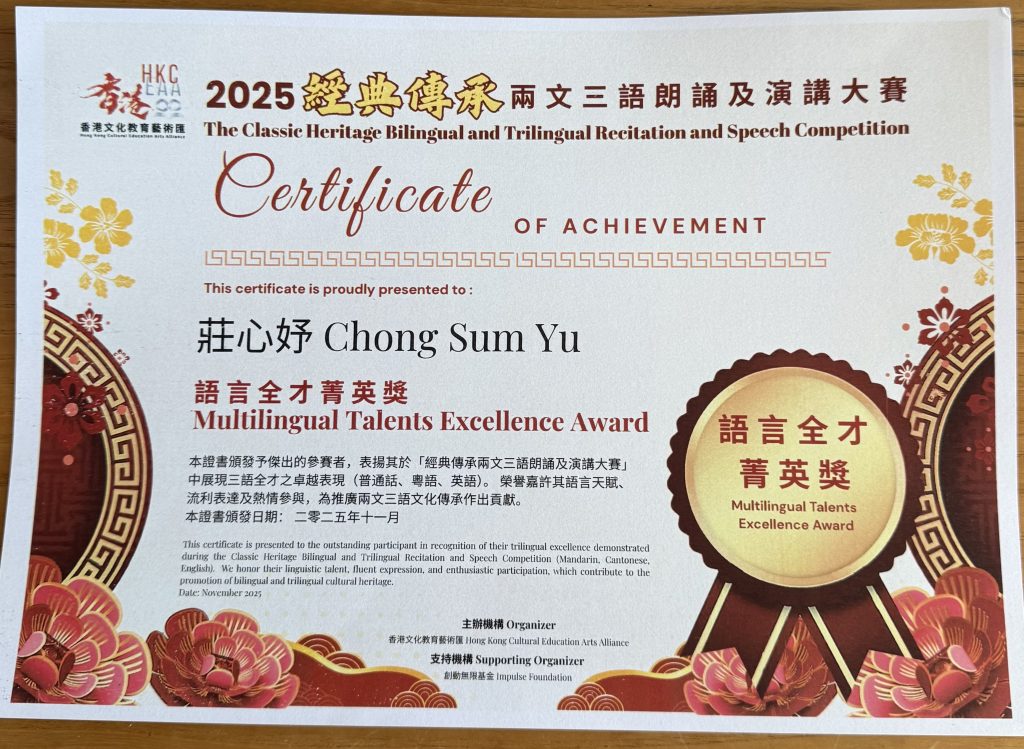 HKC
EAA
香港
香港文化教育藝術匯
Hong Kong Cultural Education Arts Alliance
2025 經典傳承 兩文三語朗誦及演講大賽
The Classic Heritage Bilingual and Trilingual Recitation and Speech Competition
Certificate
OF ACHIEVEMENT
This certificate is proudly presented to :
莊心妤 Chong Sum Yu
語言全才菁英獎
Multilingual Talents Excellence Award
本證書頒發予傑出的參賽者，表揚其於「經典傳承兩文三語朗誦及演講大賽」
中展現三語全才之卓越表現（普通話、粵語、英語）。榮譽嘉許其語言天賦、
流利表達及熱情參與，為推廣兩文三語文化傳承作出貢獻。
本證書頒發日期： 二零二五年十一月
This certificate is presented to the outstanding participant in recognition of their trilingual excellence demonstrated
during the Classic Heritage Bilingual and Trilingual Recitation and Speech Competition (Mandarin, Cantonese,
English). We honor their linguistic talent, fluent expression, and enthusiastic participation, which contribute to the
promotion of bilingual and trilingual cultural heritage.
Date: November 2025
語言全才
菁英獎
Multilingual Talents
Excellence Award
主辦機構 Organizer
香港文化教育藝術匯 Hong Kong Cultural Education Arts Alliance
支持機構 Supporting Organizer
創動無限基金 Impulse Foundation